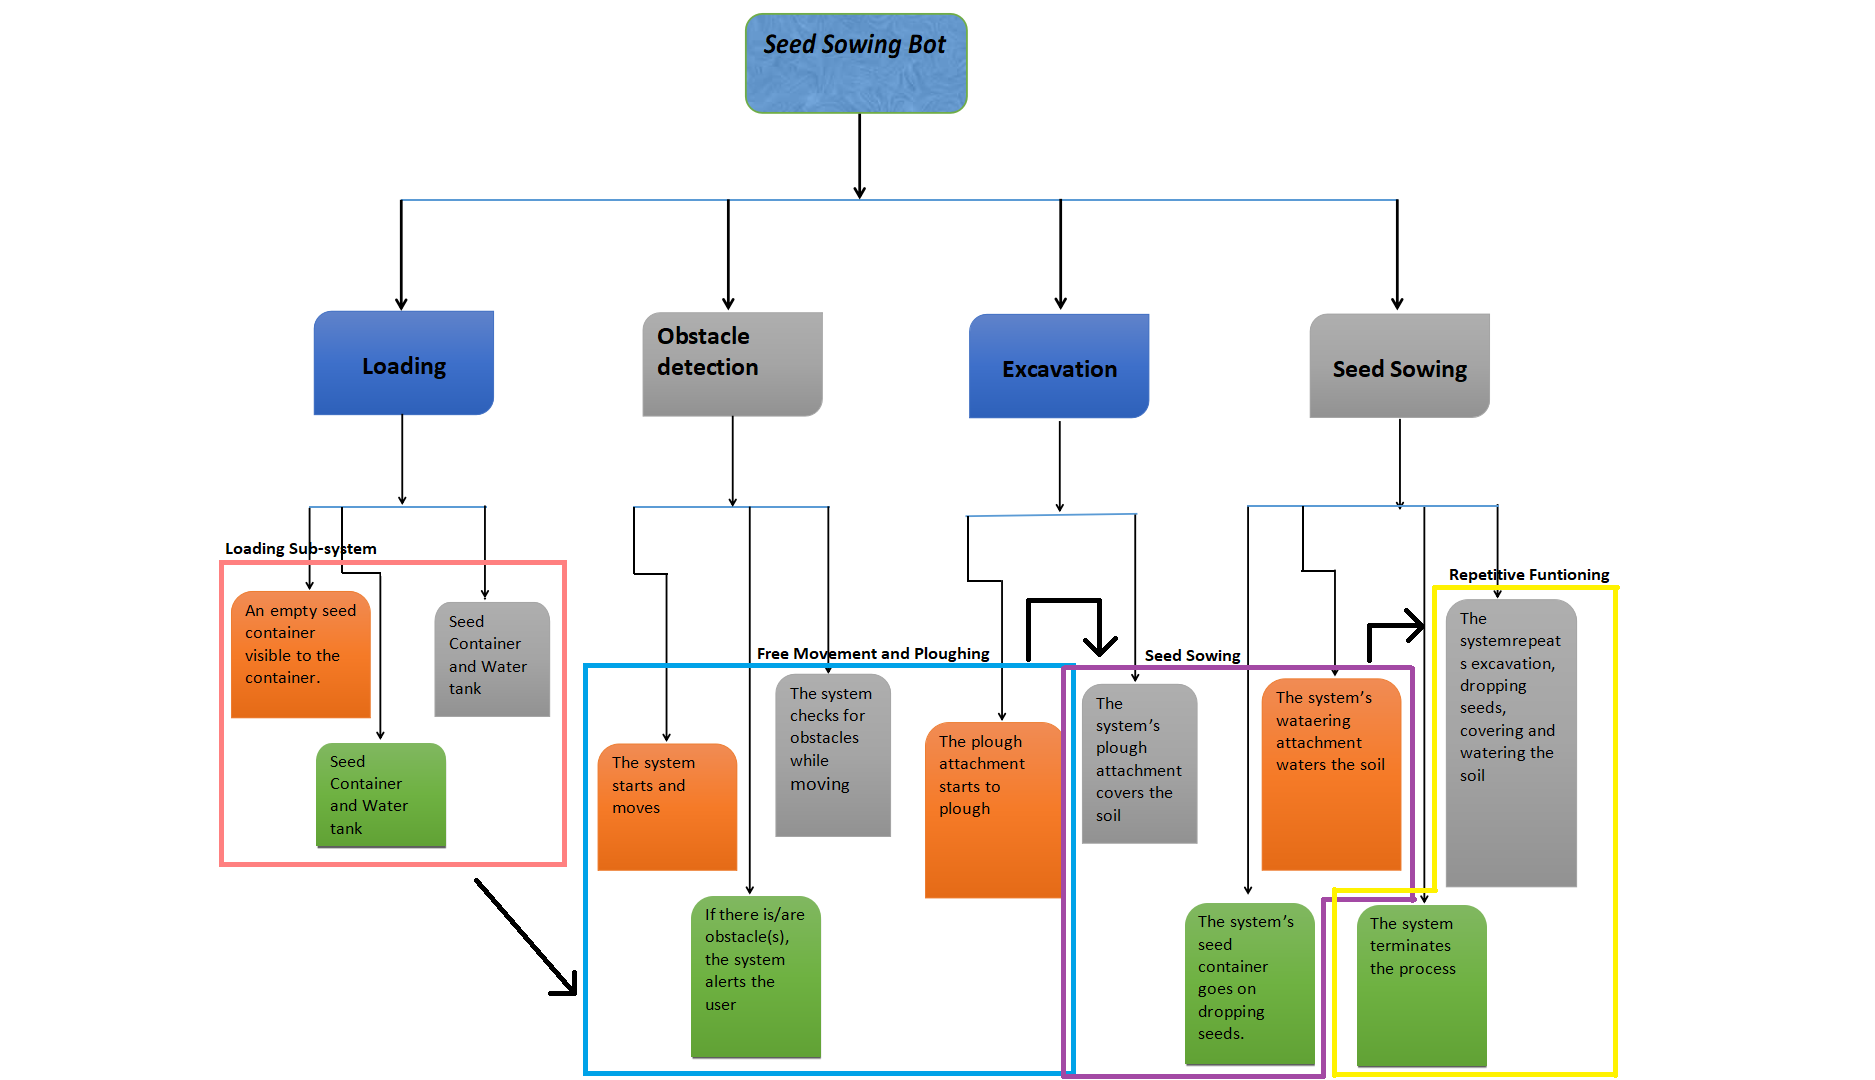 Seed Sowing Bot
Loading
Obstacle
detection
Excavation
Seed Sowing
Loading Sub-system
An empty seed
container
visible to the
container.
Seed
Container
and Water
tank
Seed
Container
and Water
tank
Free Movement and Ploughing
The system
starts and
moves
The system
checks for
obstacles
while
moving
If there is/are
obstacle(s),
the system
alerts the
user
The plough
attachment
starts to
plough
Seed Sowing
The
system’s
plough
attachment
covers the
soil
The system’s
wataering
attachment
waters the soil
The system’s
seed
container
goes on
dropping
seeds.
Repetitive Funtioning
The
systemrepeat
s excavation,
dropping
seeds,
covering and
watering the
soil
The system
terminates
the process